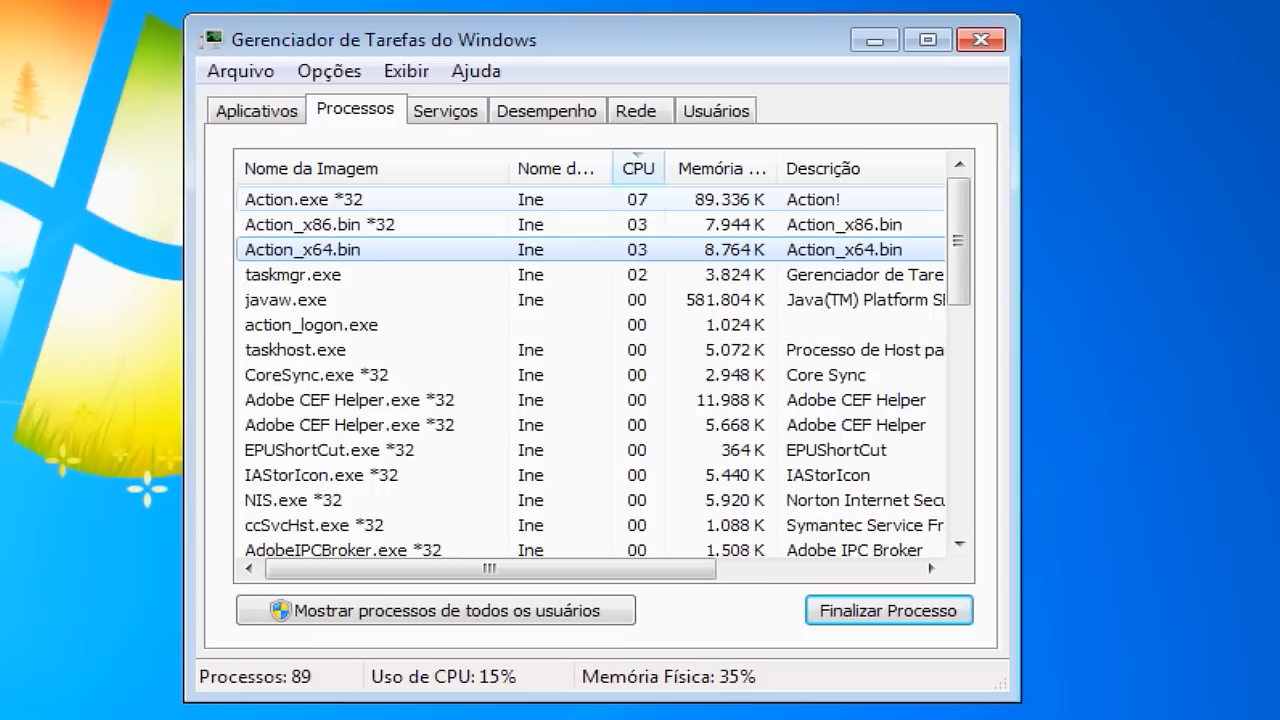 Gerenciador de Tarefas do Windows
Arquivo Opções Exibir Ajuda
Aplicativos Processos Serviços Desempenho Rede Usuários
Nome da Imagem Nome d... CPU Memória ... Descrição
Action.exe *32 Ine 07 89.336 K Action!
Action_x86.bin *32 Ine 03 7.944 K Action_x86.bin
Action_x64.bin Ine 03 8.764 K Action_x64.bin
taskmgr.exe Ine 02 3.824 K Gerenciador de Tare
javaw.exe Ine 00 581.804 K Java(TM) Platform SE
action_logon.exe 00 1.024 K
taskhost.exe Ine 00 5.072 K Processo de Host pa
CoreSync.exe *32 Ine 00 2.948 K Core Sync
Adobe CEF Helper.exe *32 Ine 00 11.988 K Adobe CEF Helper
Adobe CEF Helper.exe *32 Ine 00 5.668 K Adobe CEF Helper
EPUShortCut.exe *32 Ine 00 364 K EPUShortCut
IAStorIcon.exe *32 Ine 00 5.440 K IAStorIcon
NIS.exe *32 Ine 00 5.920 K Norton Internet Secu
ccSvcHst.exe *32 Ine 00 1.088 K Symantec Service Fr
AdobeIPCBroker.exe *32 Ine 00 1.508 K Adobe IPC Broker
Mostrar processos de todos os usuários Finalizar Processo
Processos: 89 Uso de CPU: 15% Memória Física: 35%